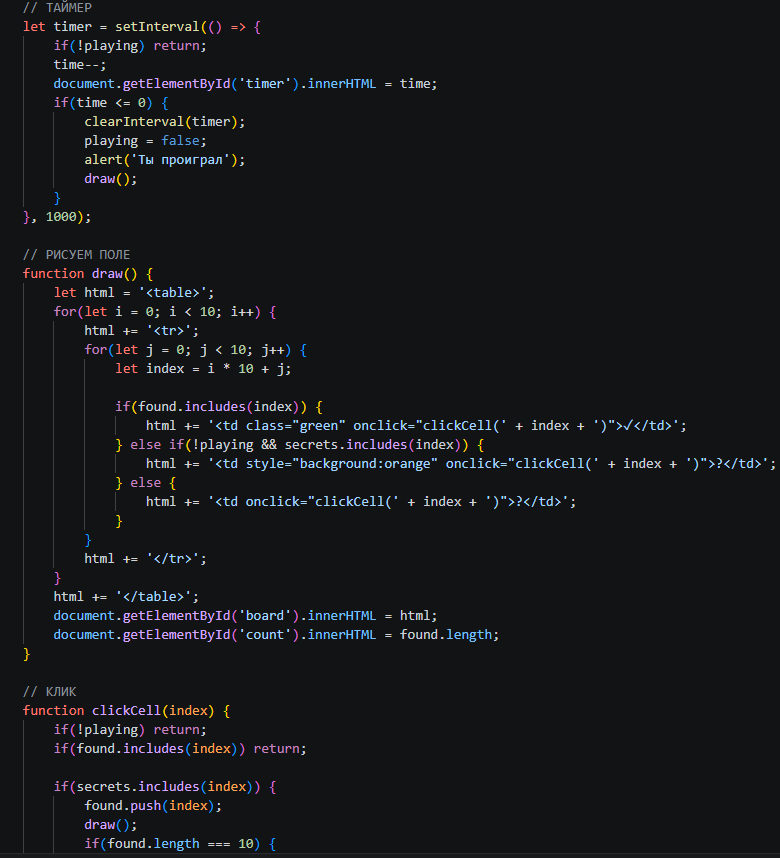 // ТАЙМЕР
let timer = setInterval(() => {
    if(!playing) return;
    time--;
    document.getElementById('timer').innerHTML = time;
    if(time <= 0) {
        clearInterval(timer);
        playing = false;
        alert('Ты проиграл');
        draw();
    }
}, 1000);

// РИСУЕМ ПОЛЕ
function draw() {
    let html = '<table>';
    for(let i = 0; i < 10; i++) {
        html += '<tr>';
        for(let j = 0; j < 10; j++) {
            let index = i * 10 + j;

            if(found.includes(index)) {
                html += '<td class="green" onclick="clickCell(' + index + ')">✓</td>';
            } else if(!playing && secrets.includes(index)) {
                html += '<td style="background:orange" onclick="clickCell(' + index + ')">?</td>';
            } else {
                html += '<td onclick="clickCell(' + index + ')">?</td>';
            }
        }
        html += '</tr>';
    }
    html += '</table>';
    document.getElementById('board').innerHTML = html;
    document.getElementById('count').innerHTML = found.length;
}

// КЛИК
function clickCell(index) {
    if(!playing) return;
    if(found.includes(index)) return;

    if(secrets.includes(index)) {
        found.push(index);
        draw();
        if(found.length === 10) {